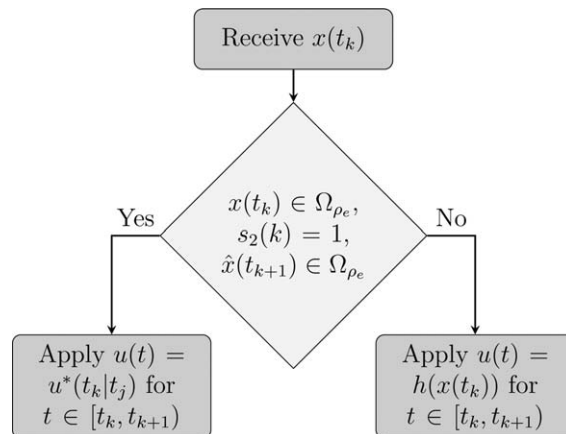 Receive x(t_k)
x(t_k) ∈ Ω_{ρ_e},
s_2(k) = 1,
x̂(t_{k+1}) ∈ Ω_{ρ_e}
Yes
No
Apply u(t) =
u*(t_k|t_j) for
t ∈ [t_k, t_{k+1})
Apply u(t) =
h(x(t_k)) for
t ∈ [t_k, t_{k+1})